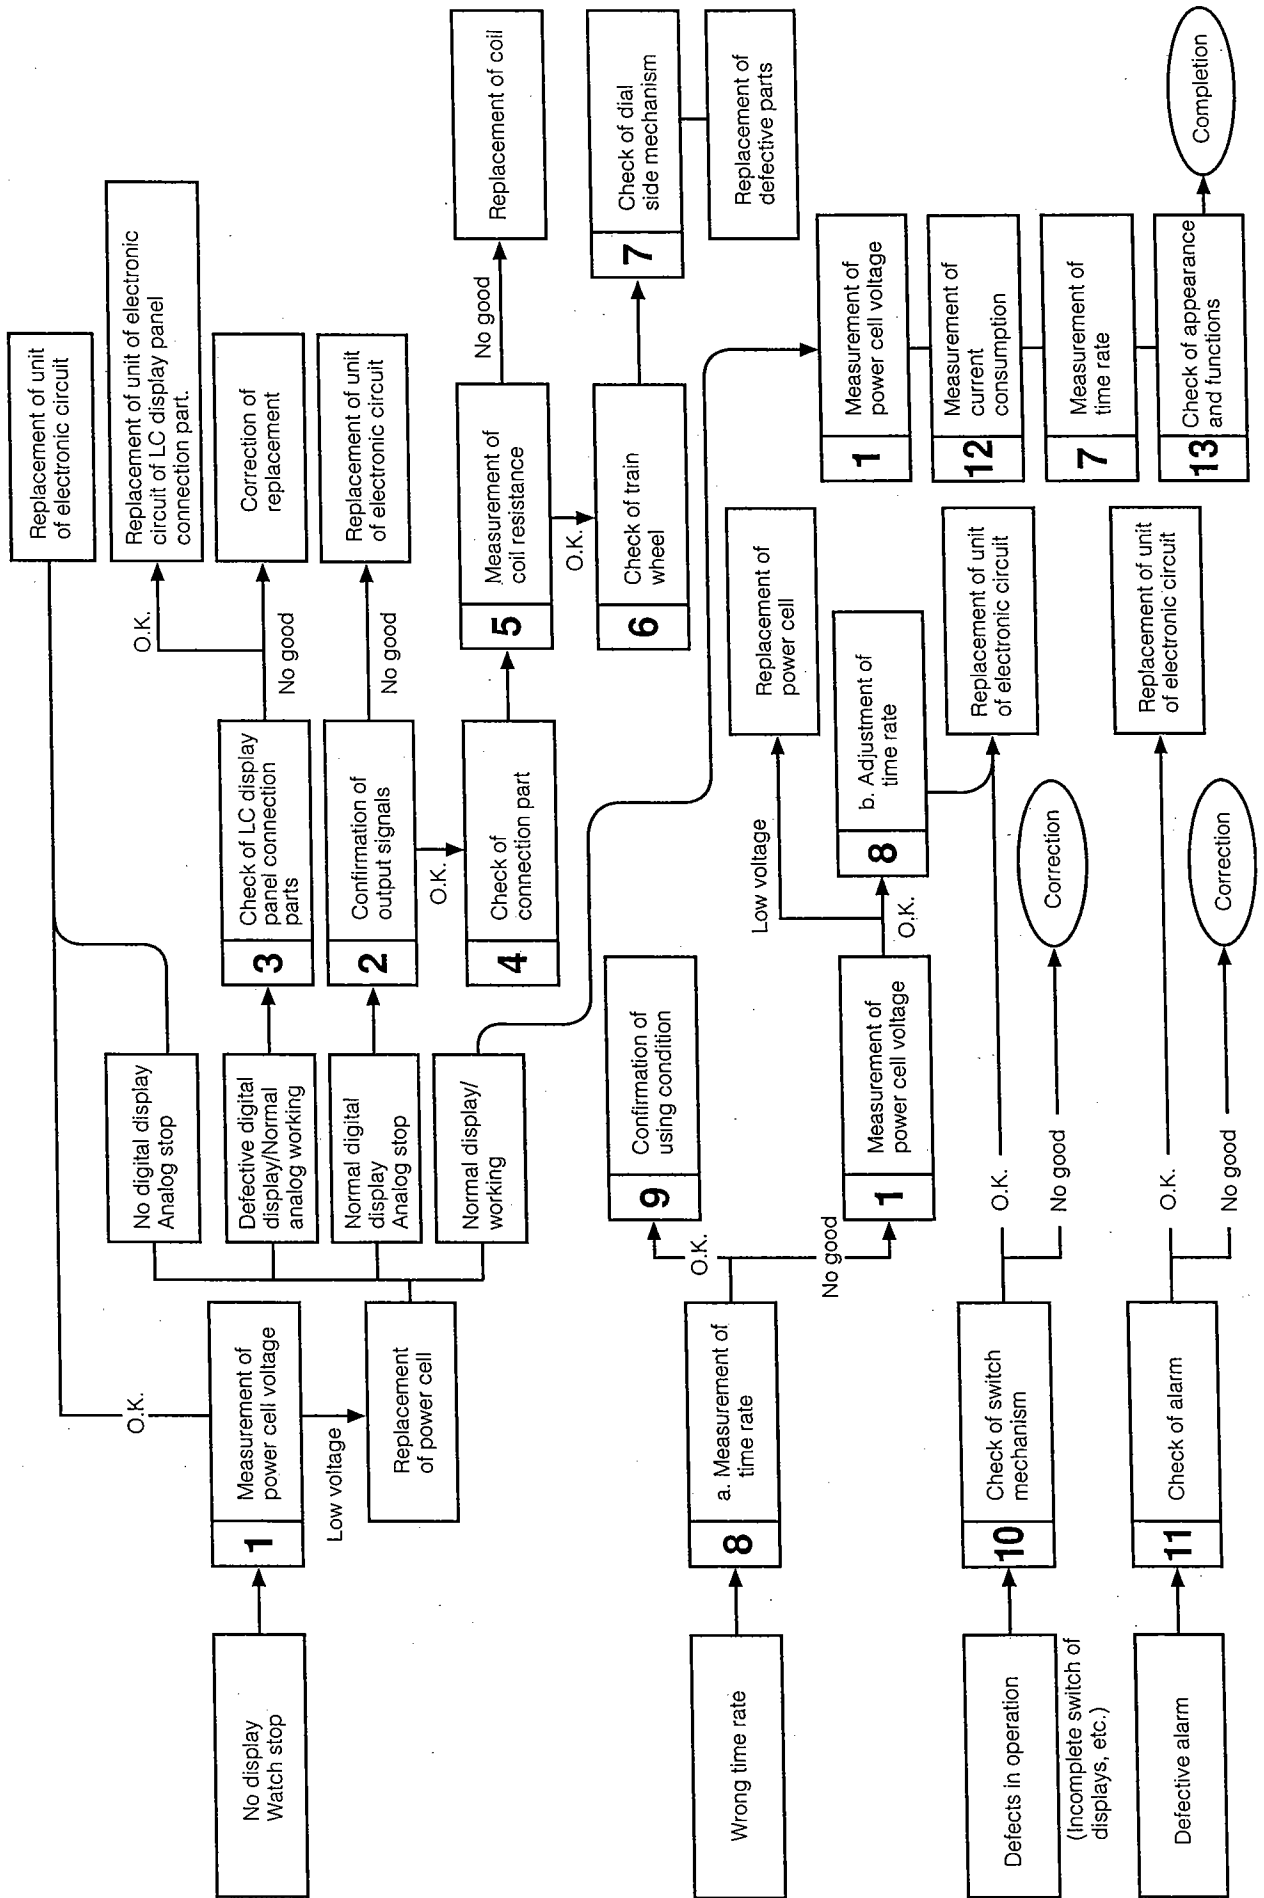 No display
Watch stop
1
Measurement of
power cell voltage
O.K.
Low voltage
Replacement
of power cell
No digital display
Analog stop
Defective digital
display/Normal
analog working
Normal digital
display
Analog stop
Normal display/
working
Replacement of unit
of electronic circuit
3
Check of LC display
panel connection
parts
O.K.
No good
Replacement of unit of electronic
circuit of LC display panel
connection part.
Correction of
replacement
2
Confirmation of
output signals
No good
Replacement of unit
of electronic circuit
O.K.
4
Check of
connection part
5
Measurement of
coil resistance
No good
Replacement of coil
O.K.
6
Check of train
wheel
7
Check of dial
side mechanism
Replacement of
defective parts
1
Measurement of
power cell voltage
12
Measurement of
current
consumption
7
Measurement of
time rate
13
Check of appearance
and functions
Completion
Wrong time rate
8
a. Measurement of
time rate
O.K.
9
Confirmation of
using condition
No good
1
Measurement of
power cell voltage
Low voltage
Replacement of
power cell
O.K.
8
b. Adjustment of
time rate
Replacement of unit
of electronic circuit
Defects in operation
(Incomplete switch of
displays, etc.)
10
Check of switch
mechanism
O.K.
No good
Correction
Defective alarm
11
Check of alarm
O.K.
Replacement of unit
of electronic circuit
No good
Correction